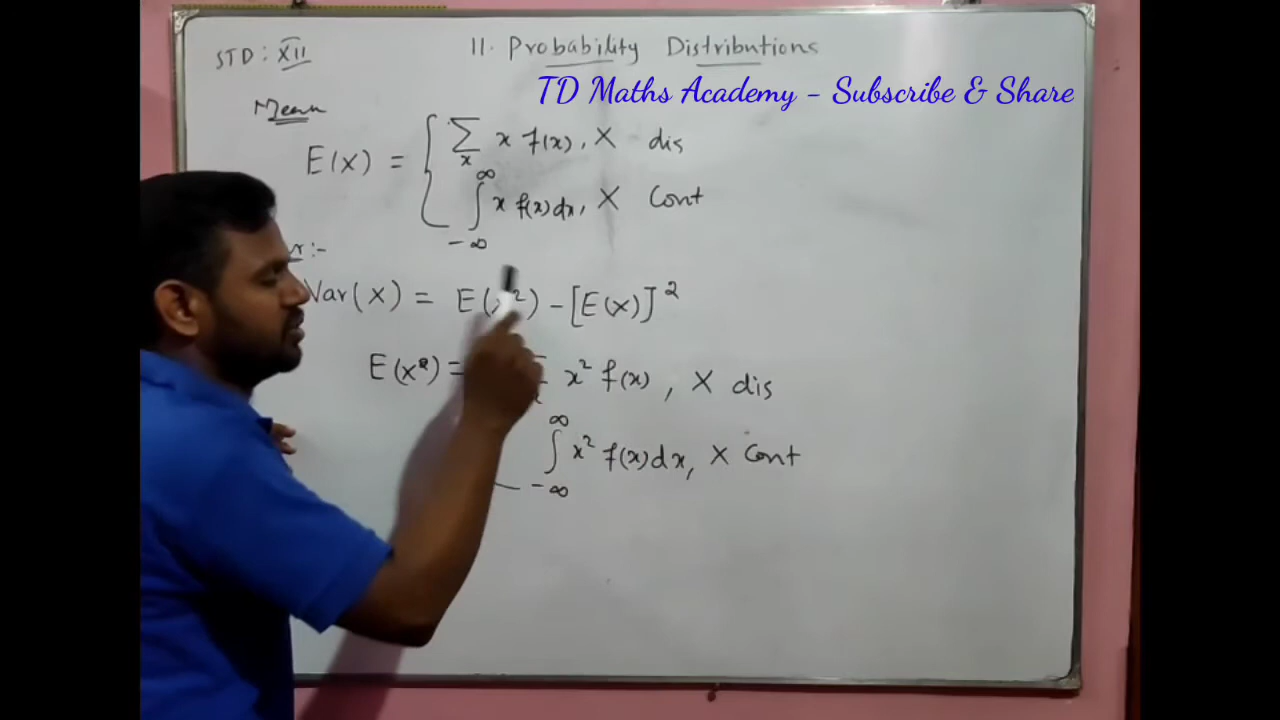 STD : XII
11. Probability Distributions
TD Maths Academy - Subscribe & Share
Mean
E(X) = { ∑ x x f(x), X dis
∫ -∞ ∞ x f(x) dx, X Cont
:-
Var(X) = E(x²) - [E(X)]²
E(X²) = x² f(x), X dis
∫ -∞ ∞ x² f(x) dx, X Cont